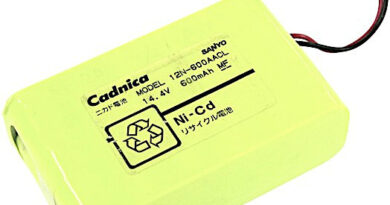 Cadnica SANYO
MODEL 12N-600AACL
ニカド電池 14.4V 600mAh MF
Ni-Cd
リサイクル電池